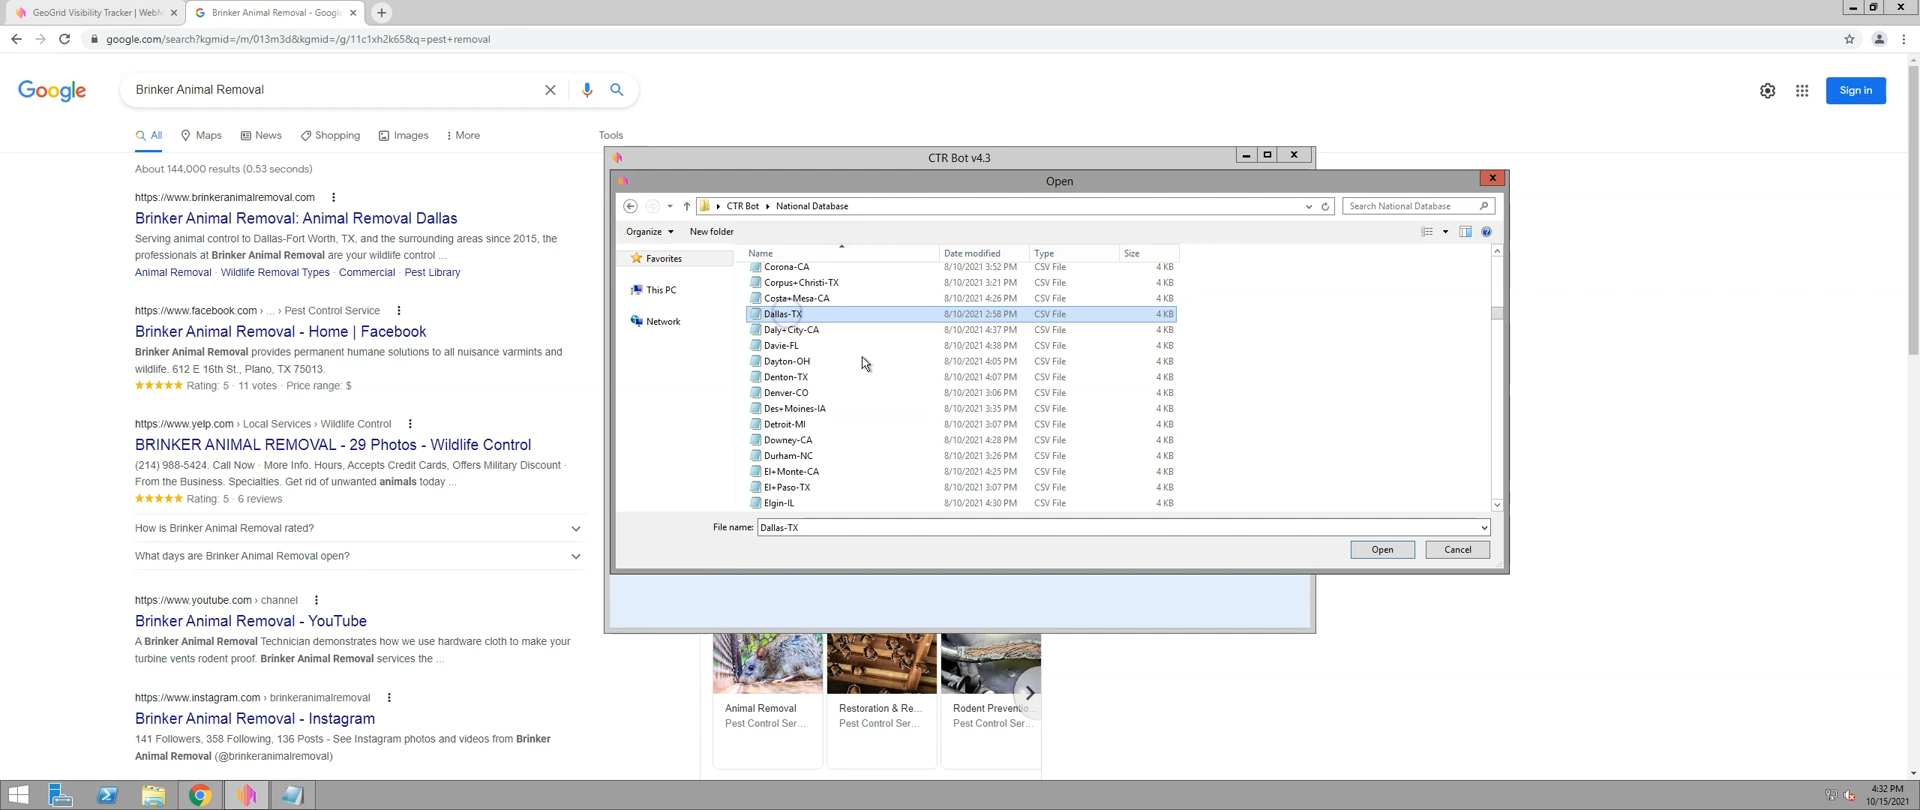 GeoGrid Visibility Tracker | WebM
Brinker Animal Removal - Google
google.com/search?kgmid=/m/013m3d&kgmid=/g/11c1xh2k65&q=pest+removal
Google
Brinker Animal Removal
Sign in
All
Maps
News
Shopping
Images
More
Tools
About 144,000 results (0.53 seconds)
https://www.brinkeranimalremoval.com
Brinker Animal Removal: Animal Removal Dallas
Serving animal control to Dallas-Fort Worth, TX, and the surrounding areas since 2015, the
professionals at Brinker Animal Removal are your wildlife control ...
Animal Removal · Wildlife Removal Types · Commercial · Pest Library
https://www.facebook.com › ... › Pest Control Service
Brinker Animal Removal - Home | Facebook
Brinker Animal Removal provides permanent humane solutions to all nuisance varmints and
wildlife. 612 E 16th St., Plano, TX 75013.
Rating: 5 · 11 votes · Price range: $
https://www.yelp.com › Local Services › Wildlife Control
BRINKER ANIMAL REMOVAL - 29 Photos - Wildlife Control
(214) 988-5424. Call Now · More Info. Hours, Accepts Credit Cards, Offers Military Discount ·
From the Business. Specialties. Get rid of unwanted animals today ...
Rating: 5 · 6 reviews
How is Brinker Animal Removal rated?
What days are Brinker Animal Removal open?
https://www.youtube.com › channel
Brinker Animal Removal - YouTube
A Brinker Animal Removal Technician demonstrates how we use hardware cloth to make your
turbine vents rodent proof. Brinker Animal Removal services the ...
https://www.instagram.com › brinkeranimalremoval
Brinker Animal Removal - Instagram
141 Followers, 358 Following, 136 Posts - See Instagram photos and videos from Brinker
Animal Removal (@brinkeranimalremoval)
CTR Bot v4.3
Open
CTR Bot
National Database
Search National Database
Organize
New folder
Favorites
This PC
Network
Name Date modified Type Size
Corona-CA 8/10/2021 3:52 PM CSV File 4 KB
Corpus+Christi-TX 8/10/2021 3:21 PM CSV File 4 KB
Costa+Mesa-CA 8/10/2021 4:26 PM CSV File 4 KB
Dallas-TX 8/10/2021 2:58 PM CSV File 4 KB
Daly+City-CA 8/10/2021 4:37 PM CSV File 4 KB
Davie-FL 8/10/2021 4:38 PM CSV File 4 KB
Dayton-OH 8/10/2021 4:05 PM CSV File 4 KB
Denton-TX 8/10/2021 4:07 PM CSV File 4 KB
Denver-CO 8/10/2021 3:06 PM CSV File 4 KB
Des+Moines-IA 8/10/2021 3:35 PM CSV File 4 KB
Detroit-MI 8/10/2021 3:07 PM CSV File 4 KB
Downey-CA 8/10/2021 4:28 PM CSV File 4 KB
Durham-NC 8/10/2021 3:26 PM CSV File 4 KB
El+Monte-CA 8/10/2021 4:25 PM CSV File 4 KB
El+Paso-TX 8/10/2021 3:07 PM CSV File 4 KB
Elgin-IL 8/10/2021 4:30 PM CSV File 4 KB
File name: Dallas-TX
Open
Cancel
Animal Removal
Pest Control Ser...
Restoration & Re...
Pest Control Ser...
Rodent Preventio...
Pest Control Ser...
4:32 PM
10/15/2021